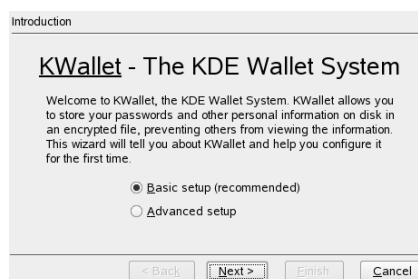 Introduction
KWallet - The KDE Wallet System
Welcome to KWallet, the KDE Wallet System. KWallet allows you
to store your passwords and other personal information on disk in
an encrypted file, preventing others from viewing the information.
This wizard will tell you about KWallet and help you configure it
for the first time.
Basic setup (recommended)
Advanced setup
< Back Next > Finish Cancel